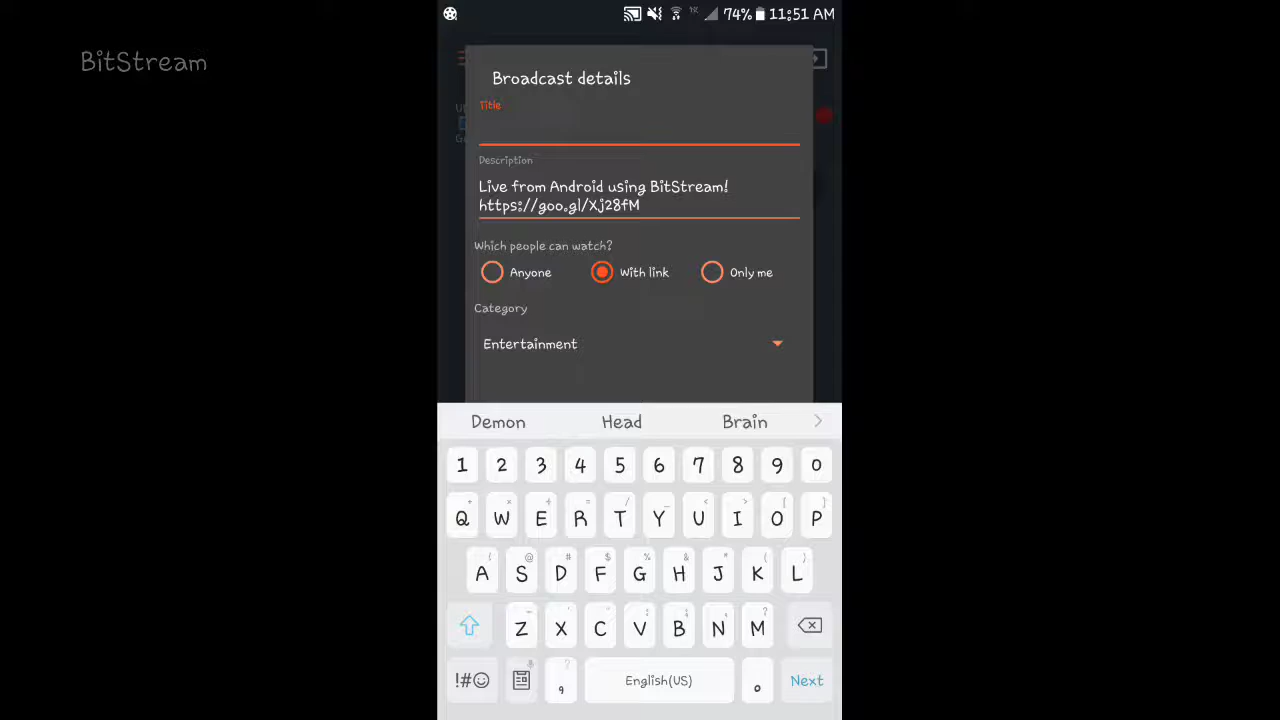 BitStream
74% 11:51 AM
Broadcast details
Title
Description
Live from Android using BitStream!
https://goo.gl/Xj28fM
Which people can watch?
Anyone With link Only me
Category
Entertainment
Demon Head Brain
1 2 3 4 5 6 7 8 9 0
Q W E R T Y U I O P
A S D F G H J K L
Z X C V B N M
!#☺ , English(US) . Next